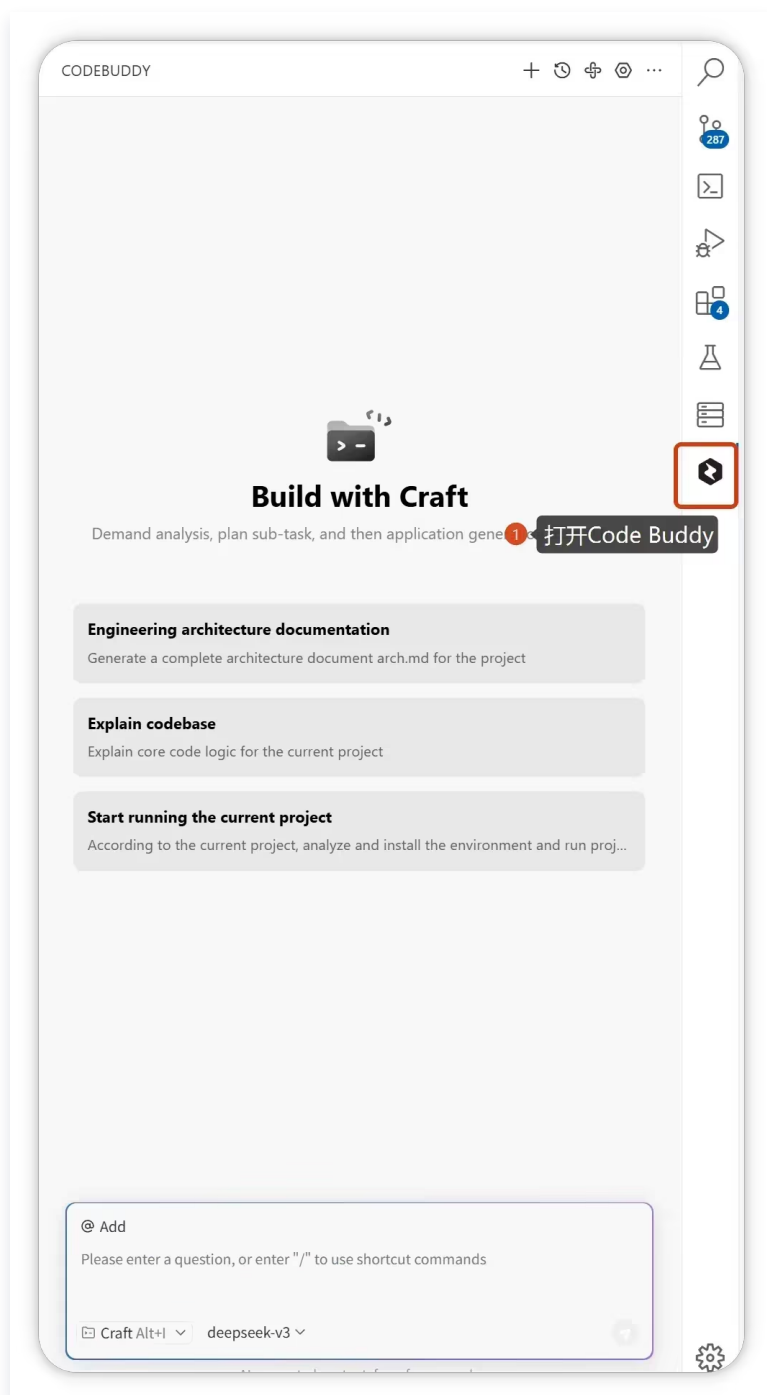 CODEBUDDY
287
4
Build with Craft
Demand analysis, plan sub-task, and then application gene
1
打开Code Buddy
Engineering architecture documentation
Generate a complete architecture document arch.md for the project
Explain codebase
Explain core code logic for the current project
Start running the current project
According to the current project, analyze and install the environment and run proj...
@ Add
Please enter a question, or enter "/" to use shortcut commands
Craft Alt+I
deepseek-v3